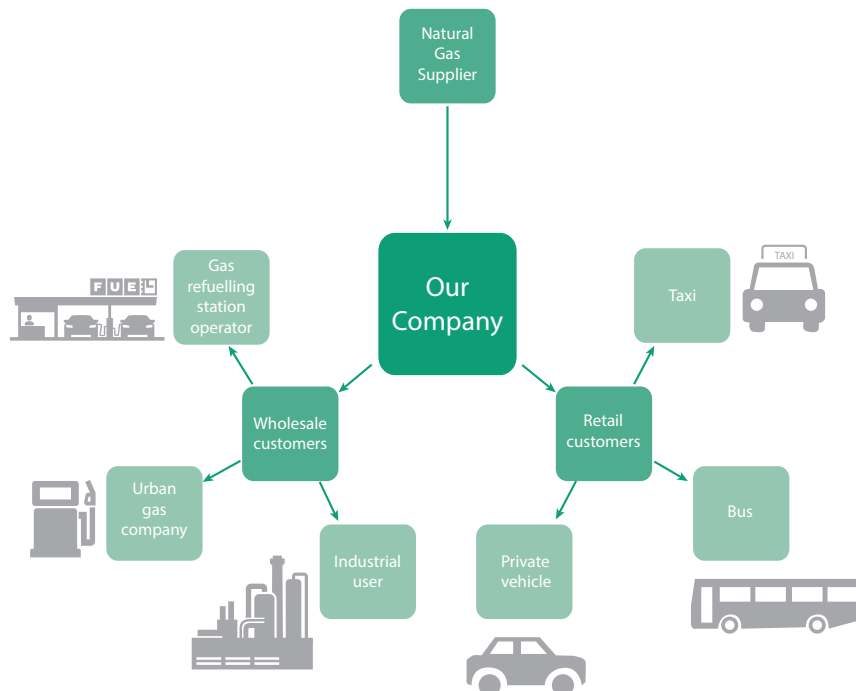 Natural
Gas
Supplier
Our
Company
FUEL
Gas
refuelling
station
operator
TAXI
Taxi
Wholesale
customers
Retail
customers
Urban
gas
company
Industrial
user
Private
vehicle
Bus